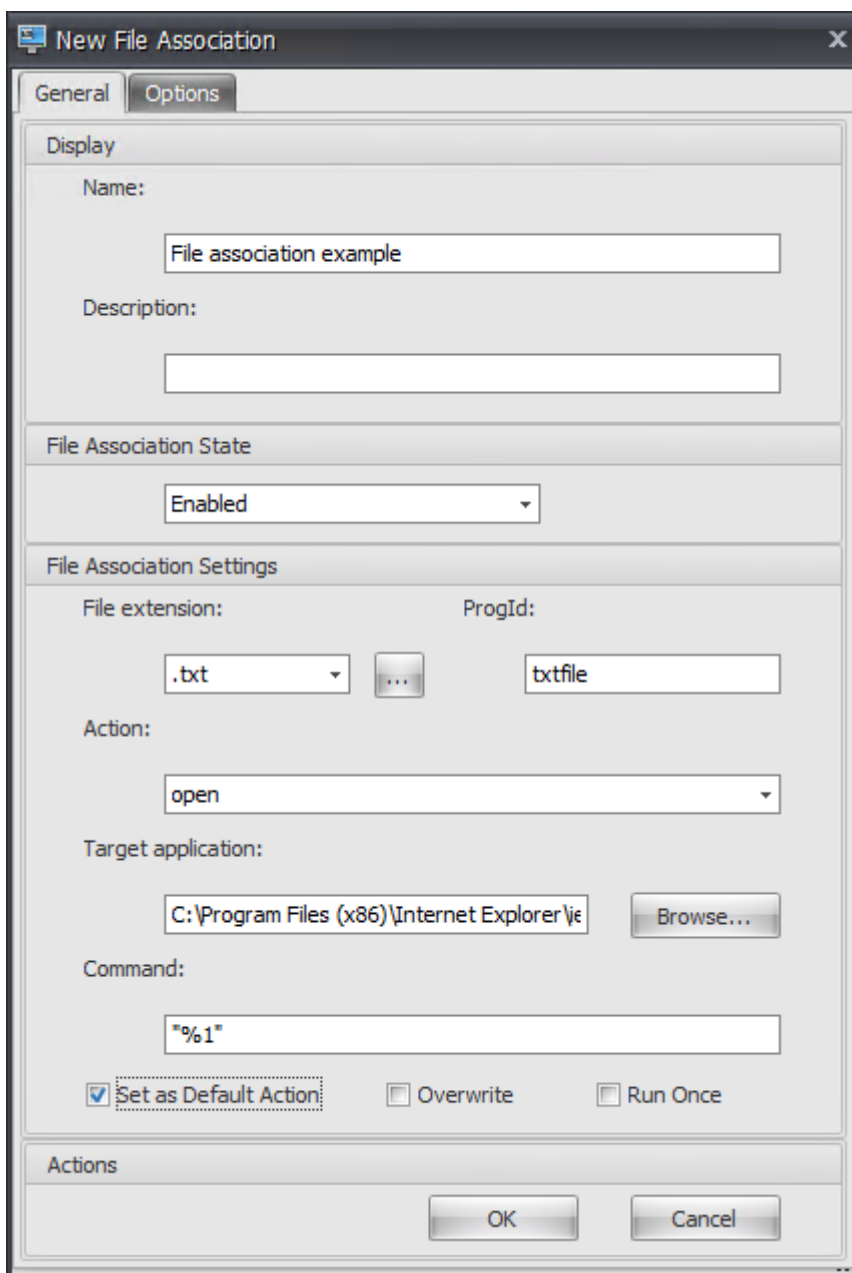 New File Association
General Options
Display
Name:
File association example
Description:
File Association State
Enabled
File Association Settings
File extension: ProgId:
.txt ... txtfile
Action:
open
Target application:
C:\Program Files (x86)\Internet Explorer\ie Browse...
Command:
"%1"
Set as Default Action Overwrite Run Once
Actions
OK Cancel